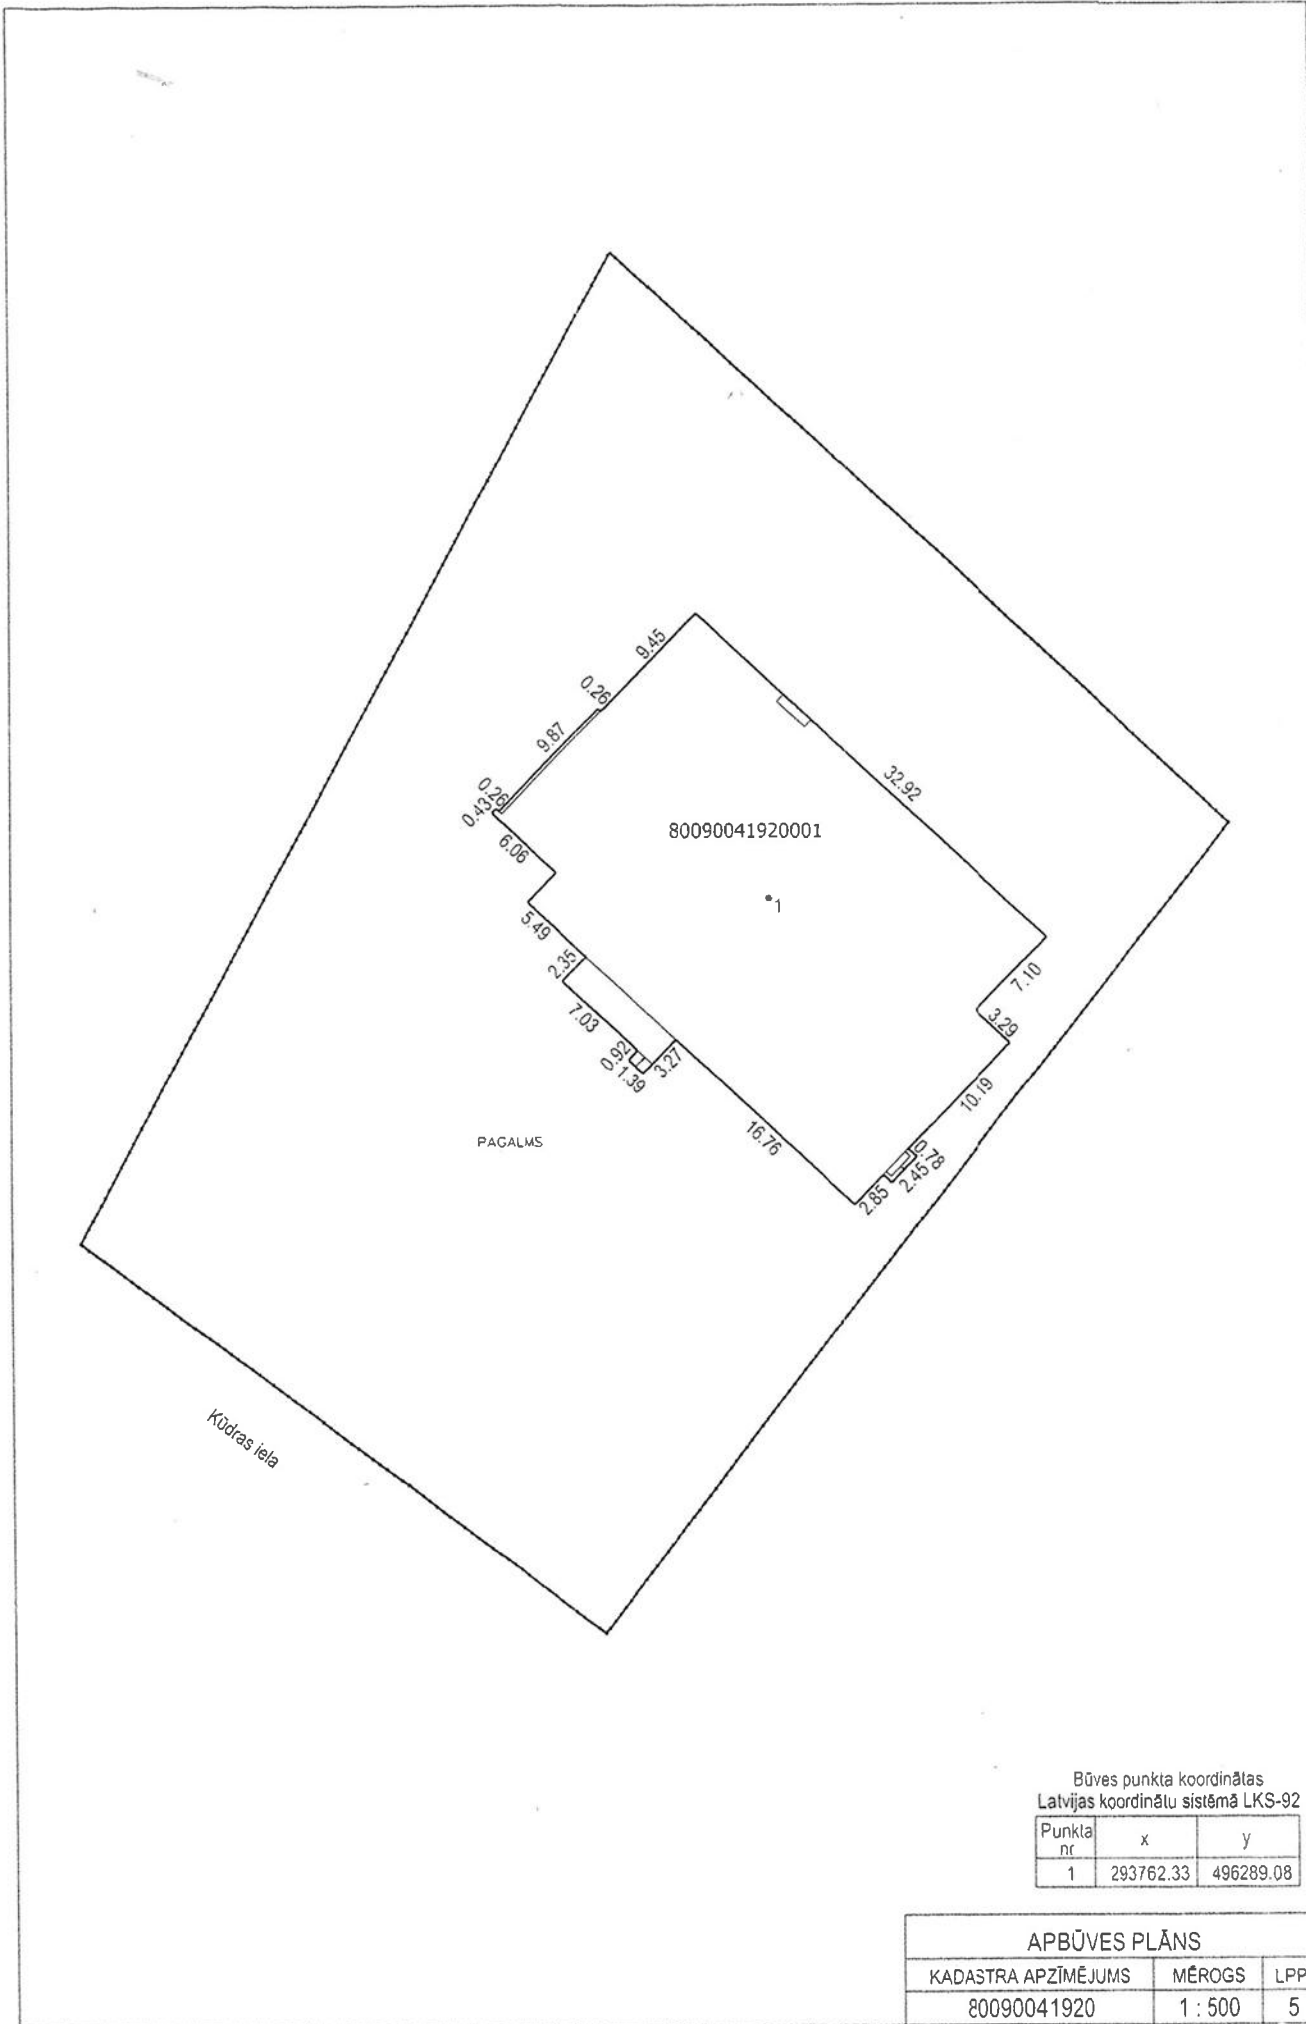 9.45
0.26
9.87
32.92
0.26
0.43
80090041920001
6.06
1
5.49
2.35
7.10
7.03
3.29
0.92
3.27
1.39
10.19
16.76
PAGALMS
0.78
2.45
2.85
Kūdras iela
Būves punkta koordinātas
Latvijas koordinātu sistēmā LKS-92
Punkta nr x y
1 293762.33 496289.08
APBŪVES PLĀNS
KADASTRA APZĪMĒJUMS MĒROGS LPP
80090041920 1 : 500 5